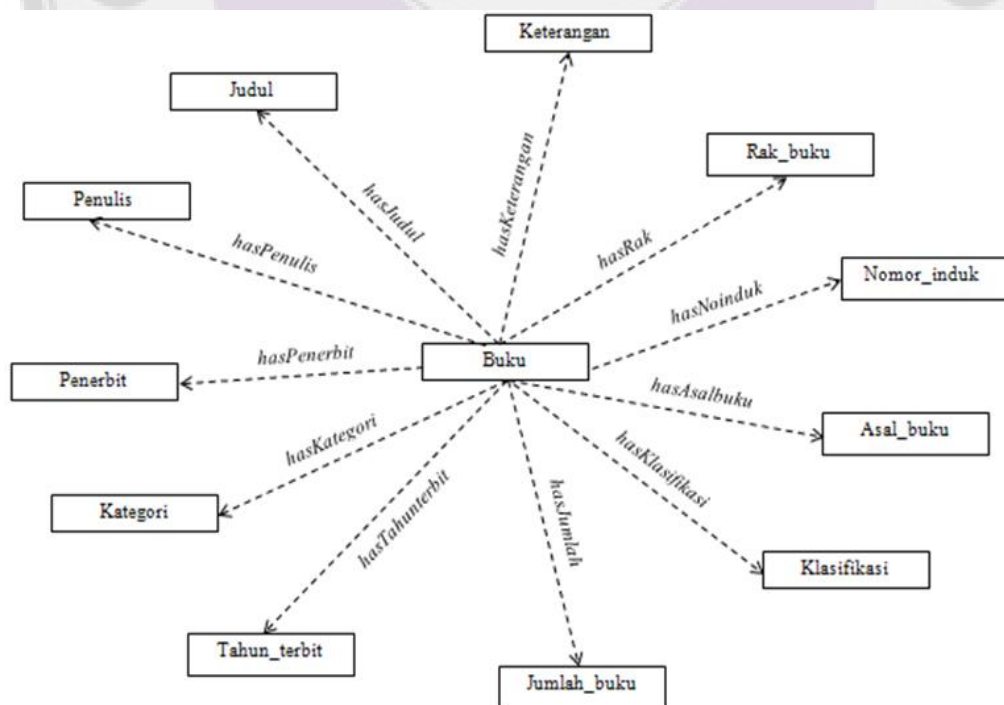 Keterangan
Judul
Rak_buku
Penulis
hasKeterangan
hasJudul
hasRak
hasPenulis
Nomor_induk
hasNoinduk
Buku
hasPenerbit
Penerbit
hasAsalbuku
Asal_buku
hasKategori
hasKlasifikasi
Kategori
hasTahunterbit
hasJumlah
Klasifikasi
Tahun_terbit
Jumlah_buku